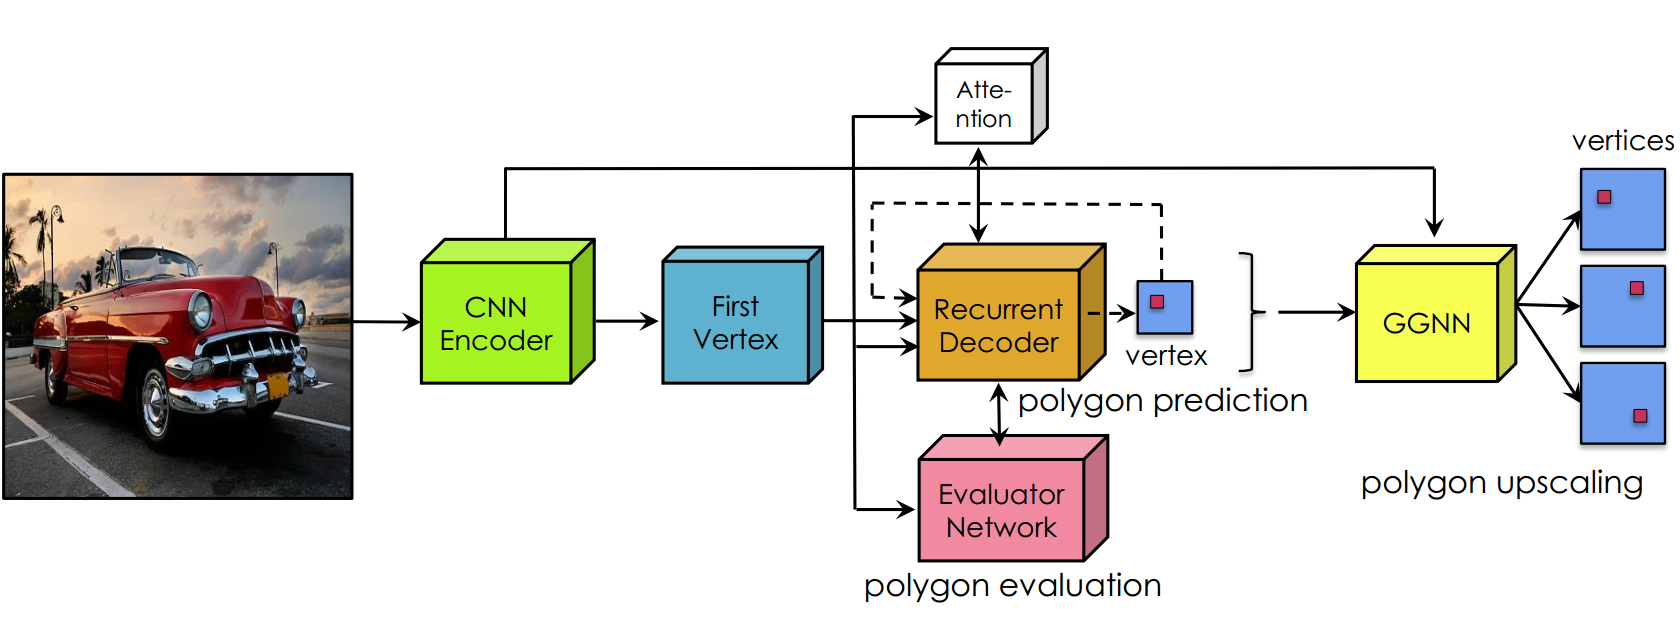 Atte-
ntion
vertices
CNN
Encoder
First
Vertex
Recurrent
Decoder
vertex
GGNN
polygon prediction
Evaluator
Network
polygon upscaling
polygon evaluation